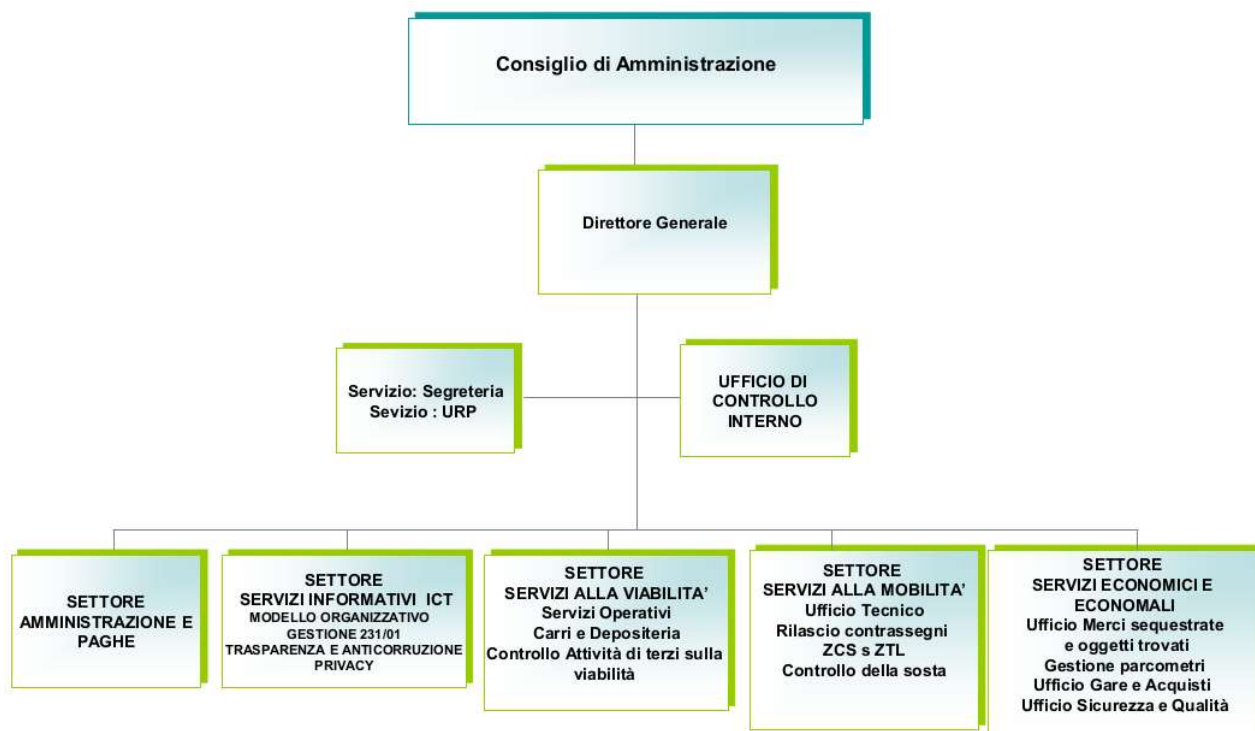 Consiglio di Amministrazione
Direttore Generale
Servizio: Segreteria
Sevizio : URP
UFFICIO DI
CONTROLLO
INTERNO
SETTORE
AMMINISTRAZIONE E
PAGHE
SETTORE
SERVIZI INFORMATIVI ICT
MODELLO ORGANIZZATIVO
GESTIONE 231/01
TRASPARENZA E ANTICORRUZIONE
PRIVACY
SETTORE
SERVIZI ALLA VIABILITA’
Servizi Operativi
Carri e Depositeria
Controllo Attività di terzi sulla
viabilità
SETTORE
SERVIZI ALLA MOBILITA’
Ufficio Tecnico
Rilascio contrassegni
ZCS s ZTL
Controllo della sosta
SETTORE
SERVIZI ECONOMICI E
ECONOMALI
Ufficio Merci sequestrate
e oggetti trovati
Gestione parcometri
Ufficio Gare e Acquisti
Ufficio Sicurezza e Qualità